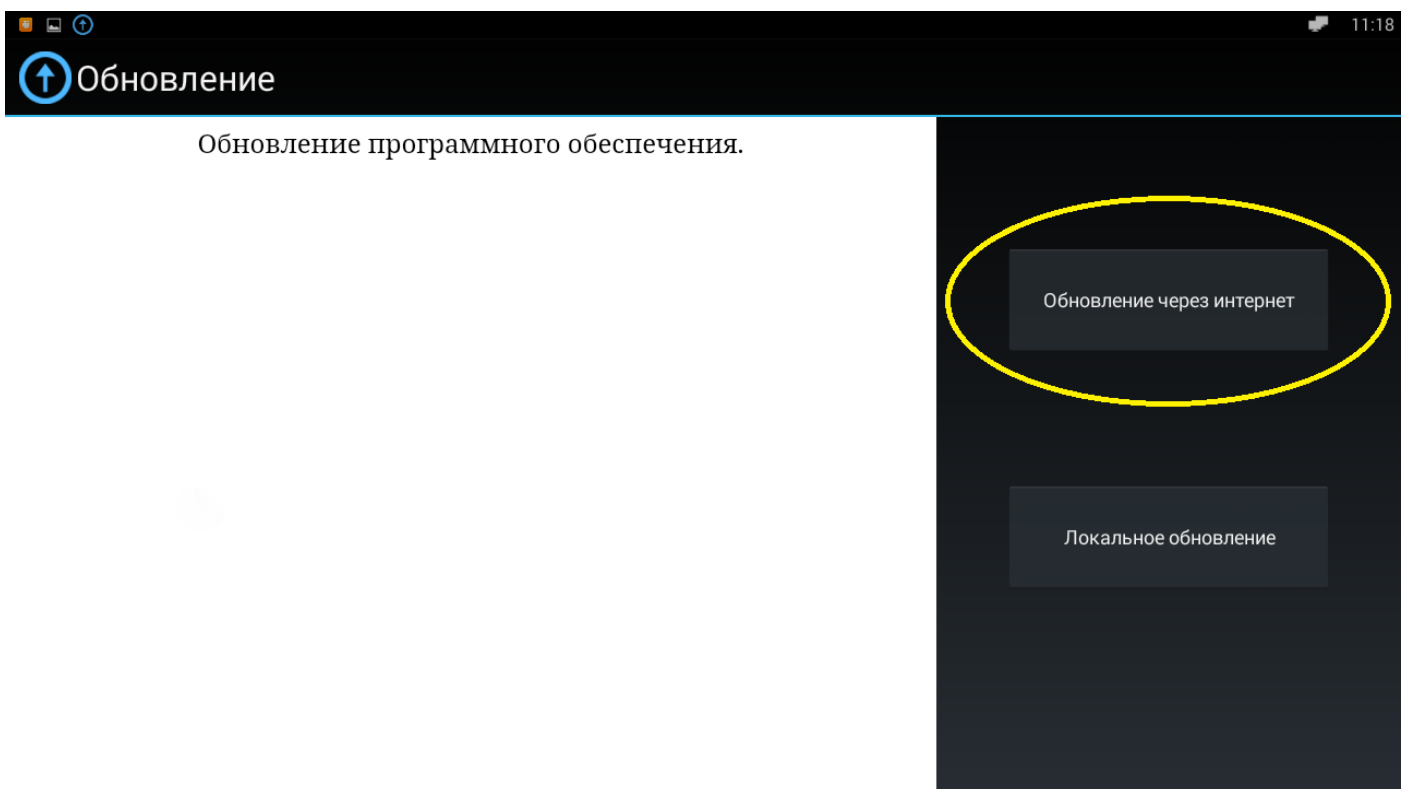 11:18
Обновление
Обновление программного обеспечения.
Обновление через интернет
Локальное обновление